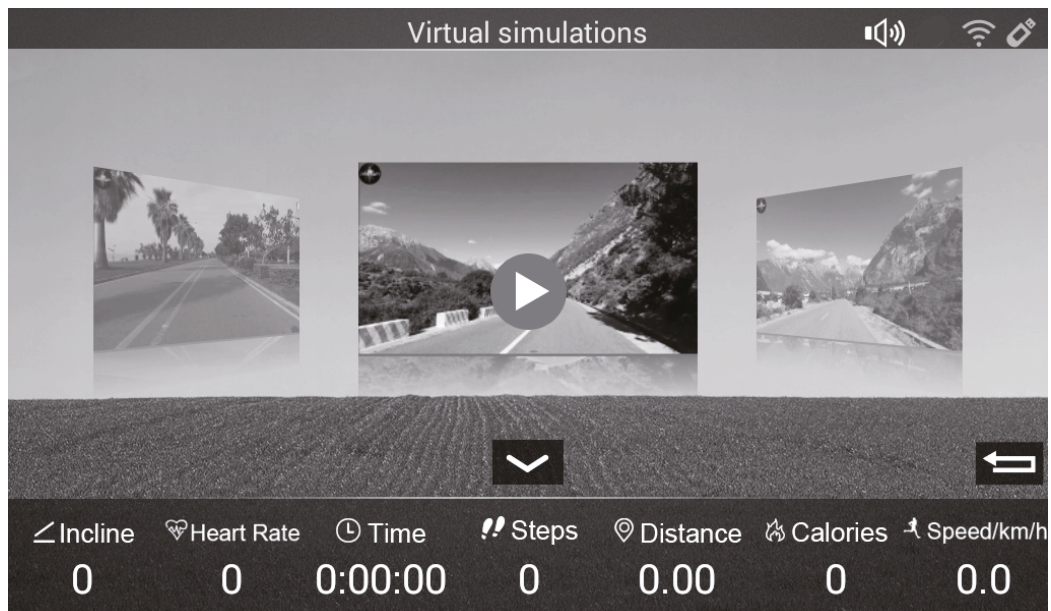 Virtual simulations
Incline Heart Rate Time Steps Distance Calories Speed/km/h
0 0 0:00:00 0 0.00 0 0.0